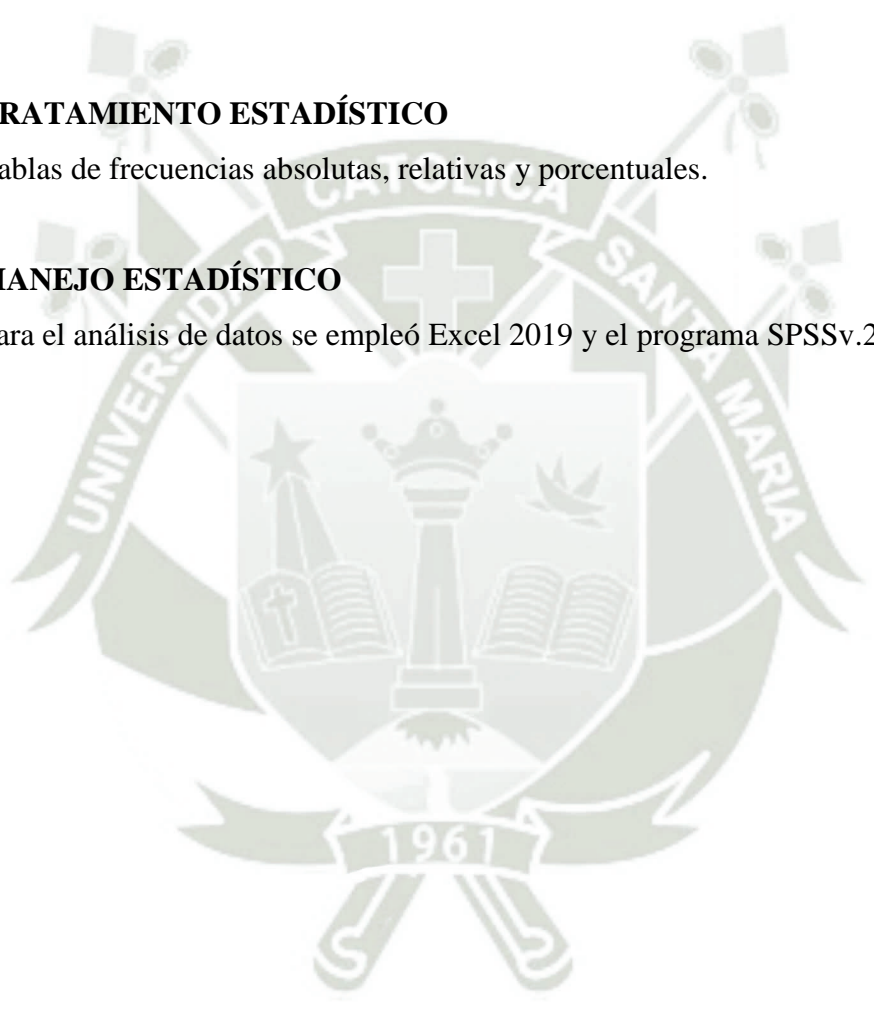 RATAMIENTO ESTADÍSTICO
ablas de frecuencias absolutas, relativas y porcentuales.
IANEJO ESTADÍSTICO
ara el análisis de datos se empleó Excel 2019 y el programa SPSSv.2
UNIVERSIDAD CATOLICA SANTA MARIA
1961